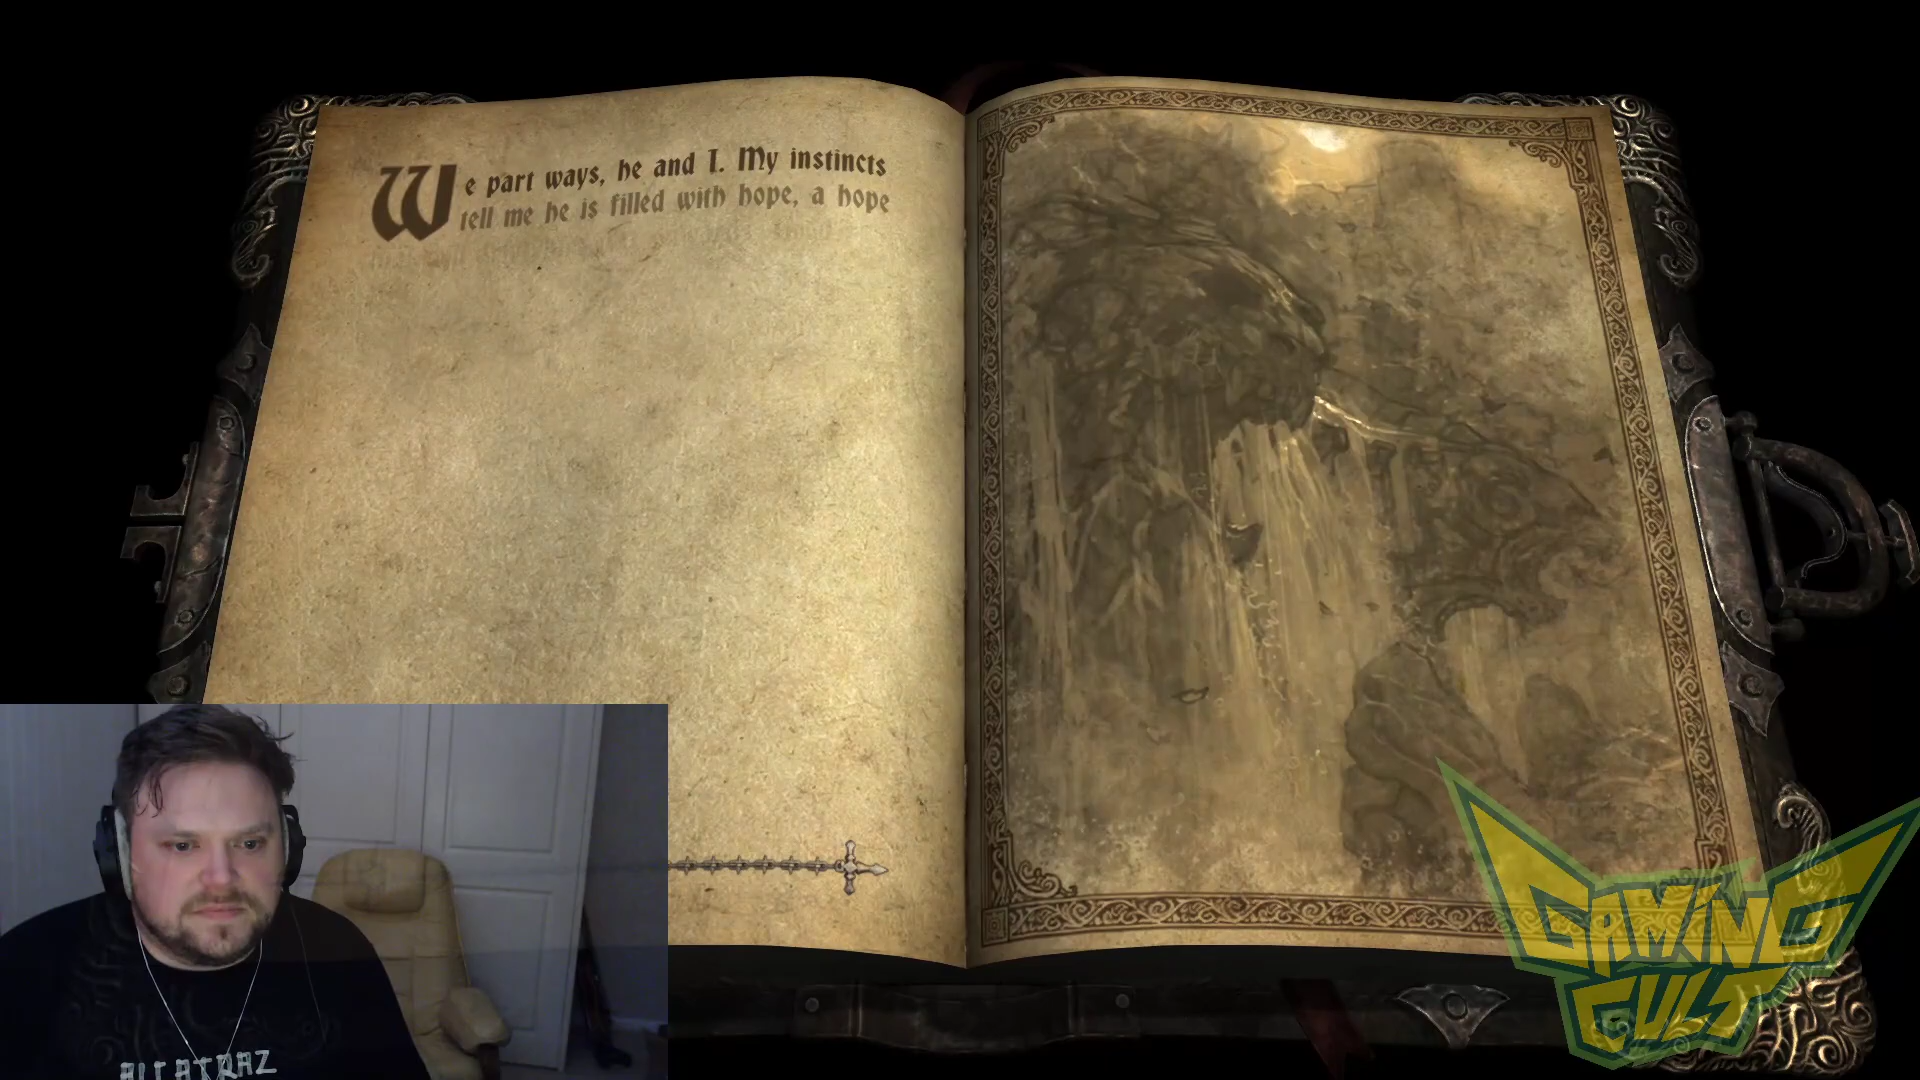 We part ways, he and I. My instincts
tell me he is filled with hope, a hope
ALCATRAZ
GAMING
CULT